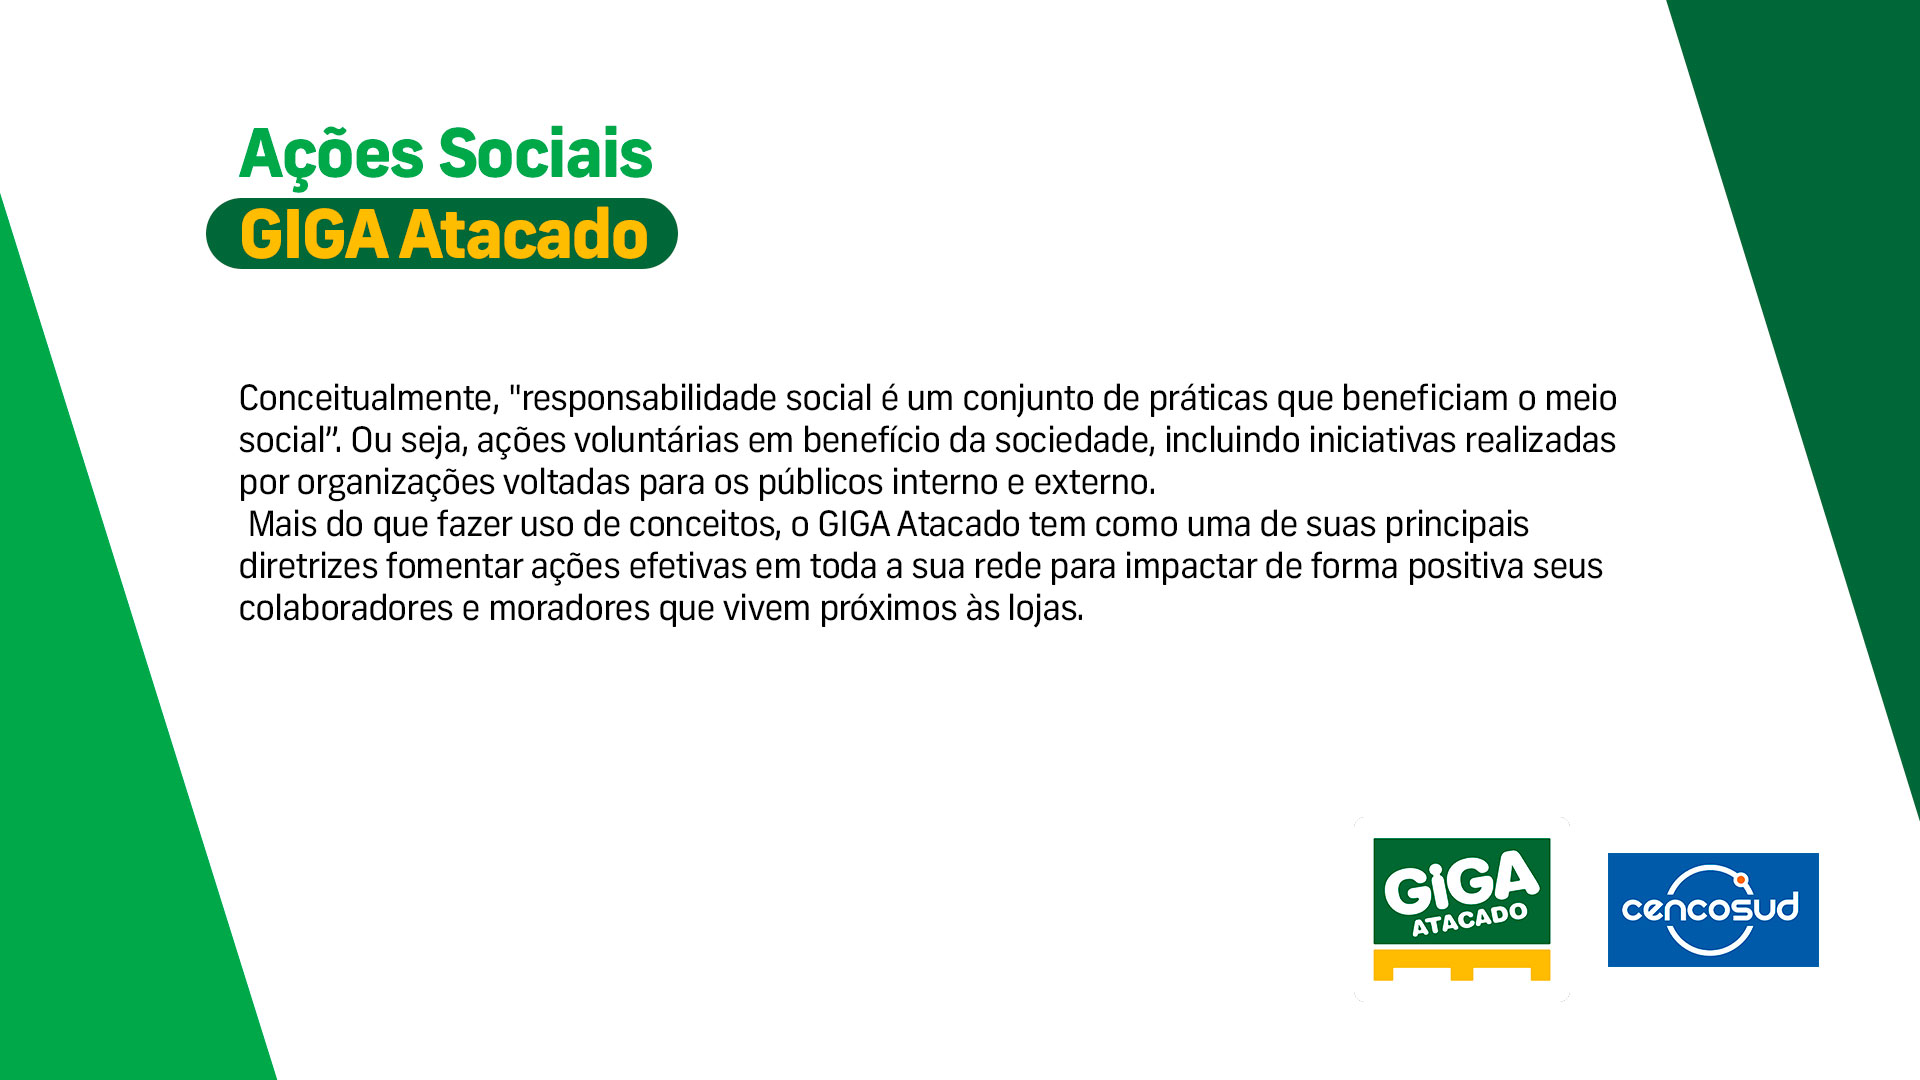 Ações Sociais
GIGA Atacado
Conceitualmente, "responsabilidade social é um conjunto de práticas que beneficiam o meio
social”. Ou seja, ações voluntárias em benefício da sociedade, incluindo iniciativas realizadas
por organizações voltadas para os públicos interno e externo.
Mais do que fazer uso de conceitos, o GIGA Atacado tem como uma de suas principais
diretrizes fomentar ações efetivas em toda a sua rede para impactar de forma positiva seus
colaboradores e moradores que vivem próximos às lojas.
GiGA
ATACADO
cencosud